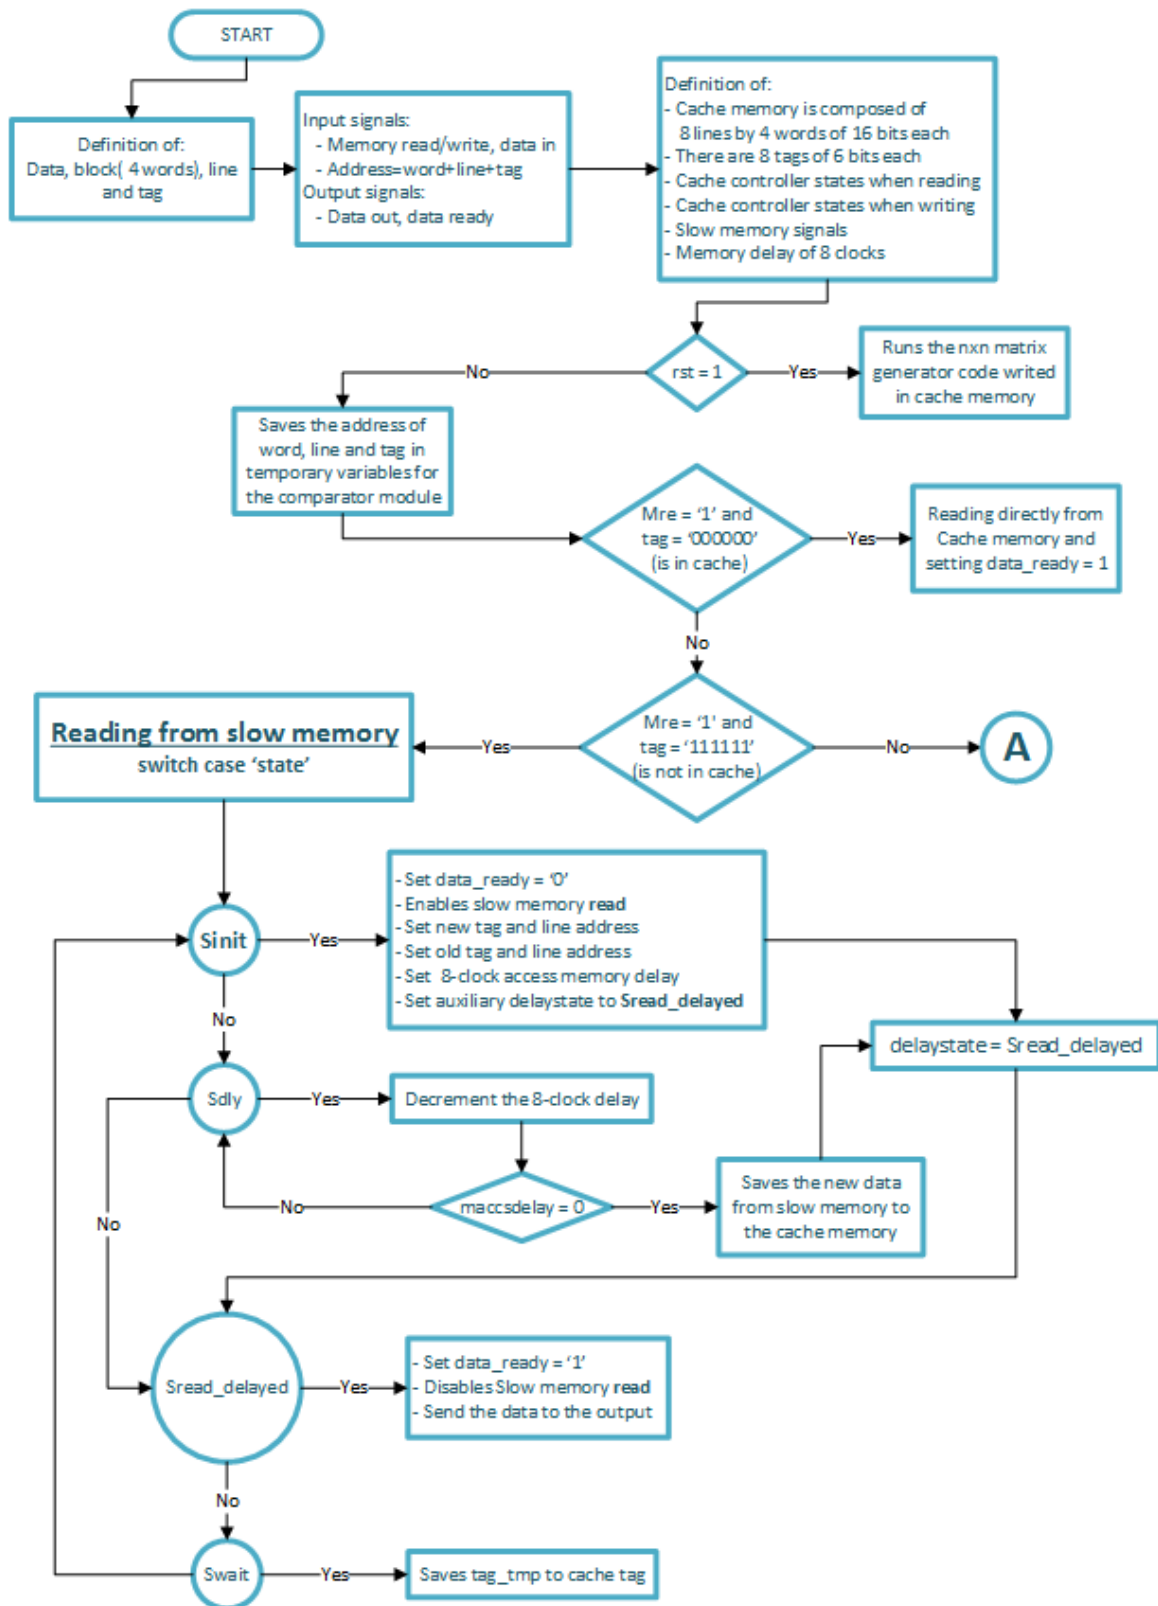 START
Definition of:
Data, block( 4 words), line
and tag
Input signals:
- Memory read/write, data in
- Address=word+line+tag
Output signals:
- Data out, data ready
Definition of:
- Cache memory is composed of
8 lines by 4 words of 16 bits each
- There are 8 tags of 6 bits each
- Cache controller states when reading
- Cache controller states when writing
- Slow memory signals
- Memory delay of 8 clocks
rst = 1
No
Yes
Runs the nxn matrix
generator code writed
in cache memory
Saves the address of
word, line and tag in
temporary variables for
the comparator module
Mre = ‘1’ and
tag = ‘000000’
(is in cache)
Yes
Reading directly from
Cache memory and
setting data_ready = 1
No
Mre = ‘1’ and
tag = ‘111111’
(is not in cache)
Yes
No
A
Reading from slow memory
switch case ‘state’
Sinit
Yes
- Set data_ready = ‘0’
- Enables slow memory read
- Set new tag and line address
- Set old tag and line address
- Set 8-clock access memory delay
- Set auxiliary delaystate to Sread_delayed
No
delaystate = Sread_delayed
Sdly
Yes
Decrement the 8-clock delay
No
maccsdelay = 0
No
Yes
Saves the new data
from slow memory to
the cache memory
Sread_delayed
Yes
- Set data_ready = ‘1’
- Disables Slow memory read
- Send the data to the output
No
Swait
Yes
Saves tag_tmp to cache tag